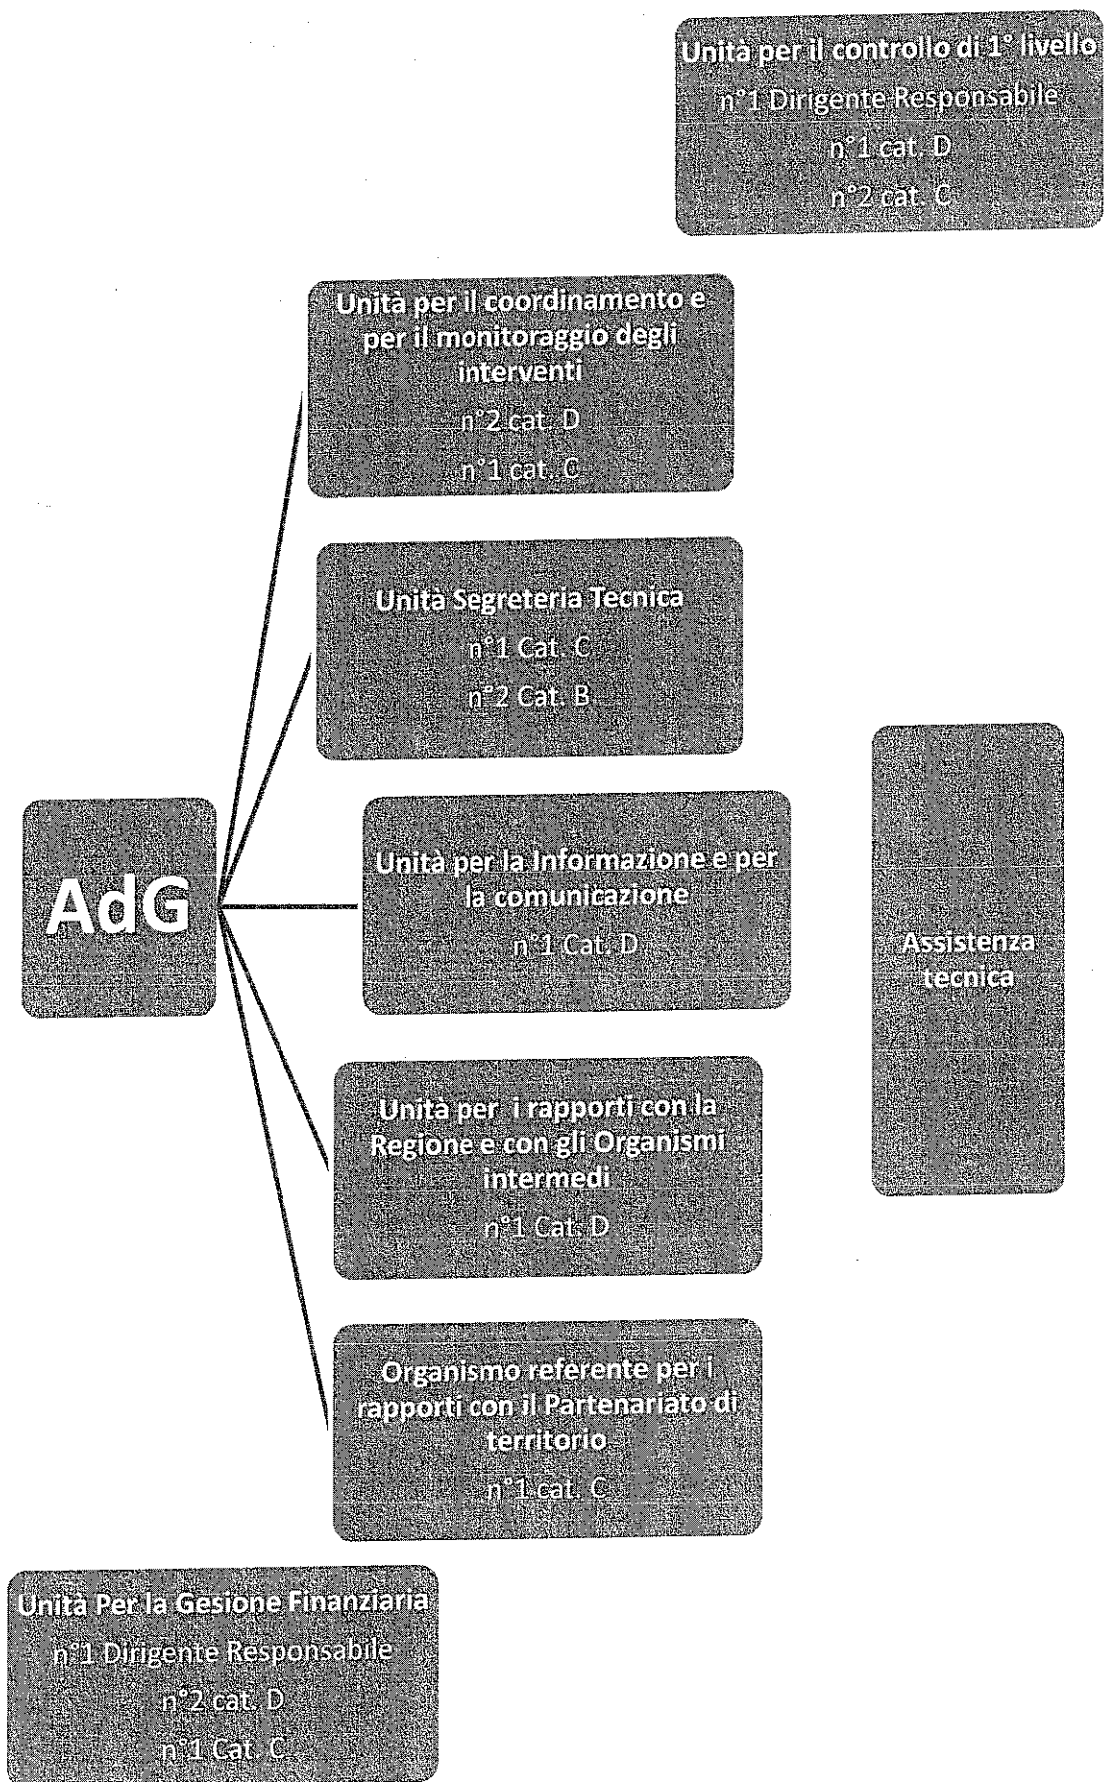 Unità per il controllo di 1° livello
n°1 Dirigente Responsabile
n°1 cat. D
n°2 cat. C
Unità per il coordinamento e
per il monitoraggio degli
interventi
n°2 cat. D
n°1 cat. C
Unità Segreteria Tecnica
n°1 Cat. C
n°2 Cat. B
AdG
Unità per la Informazione e per
la comunicazione
n°1 Cat. D
Assistenza
tecnica
Unità per i rapporti con la
Regione e con gli Organismi
intermedi
n°1 Cat. D
Organismo referente per i
rapporti con il Partenariato di
territorio
n°1 cat. C
Unità Per la Gesione Finanziaria
n°1 Dirigente Responsabile
n°2 cat. D
n°1 Cat. C